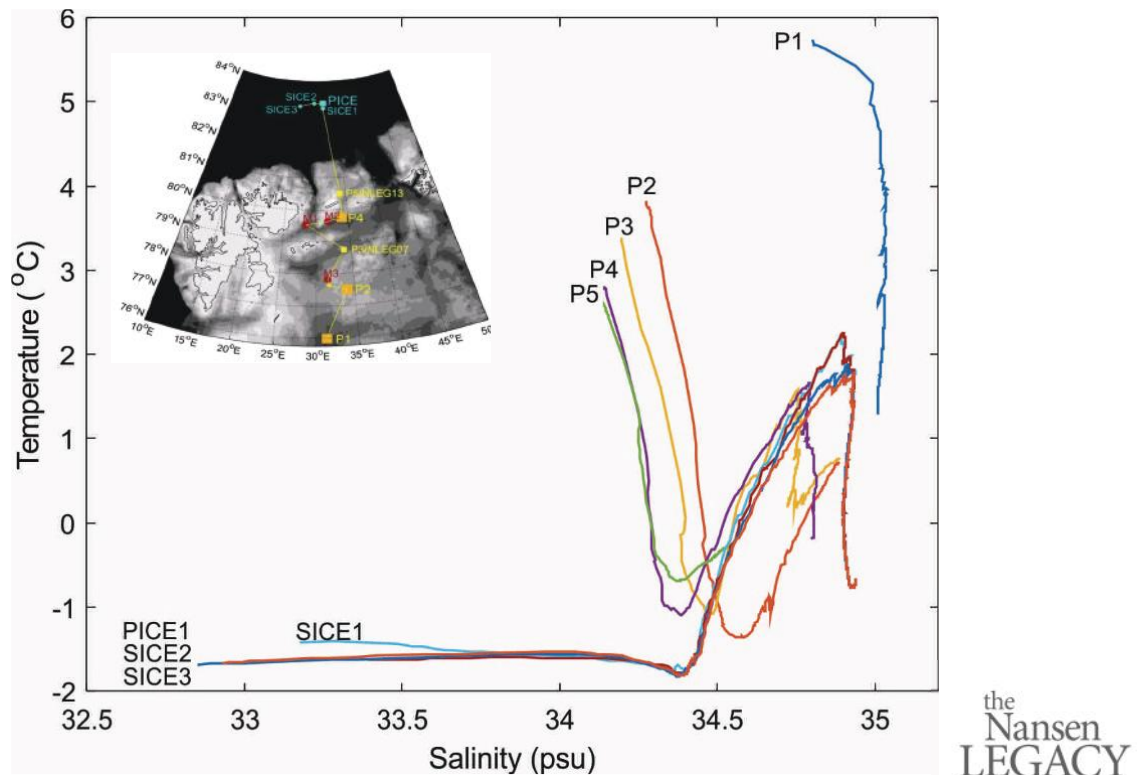 6
5
4
3
2
1
0
-1
-2
Temperature (°C)
32.5
33
33.5
34
34.5
35
Salinity (psu)
P1
P2
P3
P4
P5
PICE1
SICE2
SICE3
SICE1
84°N
83°N
82°N
81°N
80°N
79°N
78°N
77°N
76°N
10°E
15°E
20°E
25°E
30°E
35°E
40°E
45°E
50
SICE2
PICE
SICE3
SICE1
P4
M3
P2
P1
the
Nansen
LEGACY